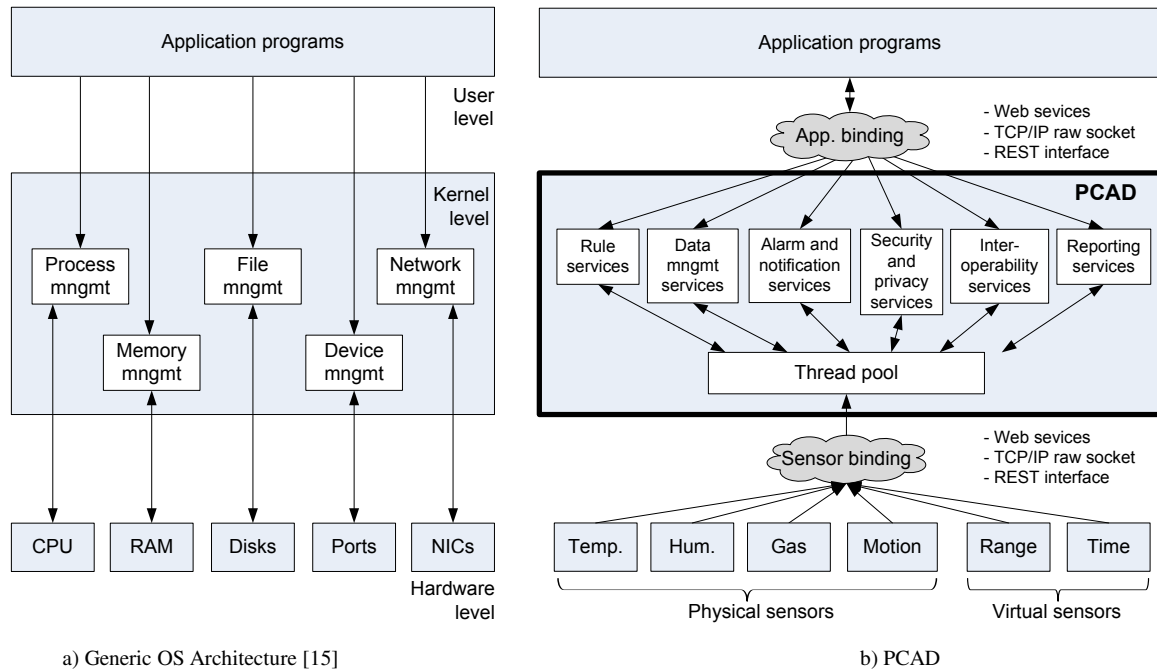 Application programs
User
level
Kernel
level
Process
mngmt
File
mngmt
Network
mngmt
Memory
mngmt
Device
mngmt
CPU
RAM
Disks
Ports
NICs
Hardware
level
a) Generic OS Architecture [15]
Application programs
App. binding
- Web sevices
- TCP/IP raw socket
- REST interface
PCAD
Rule
services
Data
mngmt
services
Alarm and
notification
services
Security
and
privacy
services
Inter-
operability
services
Reporting
services
Thread pool
Sensor binding
- Web sevices
- TCP/IP raw socket
- REST interface
Temp.
Hum.
Gas
Motion
Range
Time
Physical sensors
Virtual sensors
b) PCAD